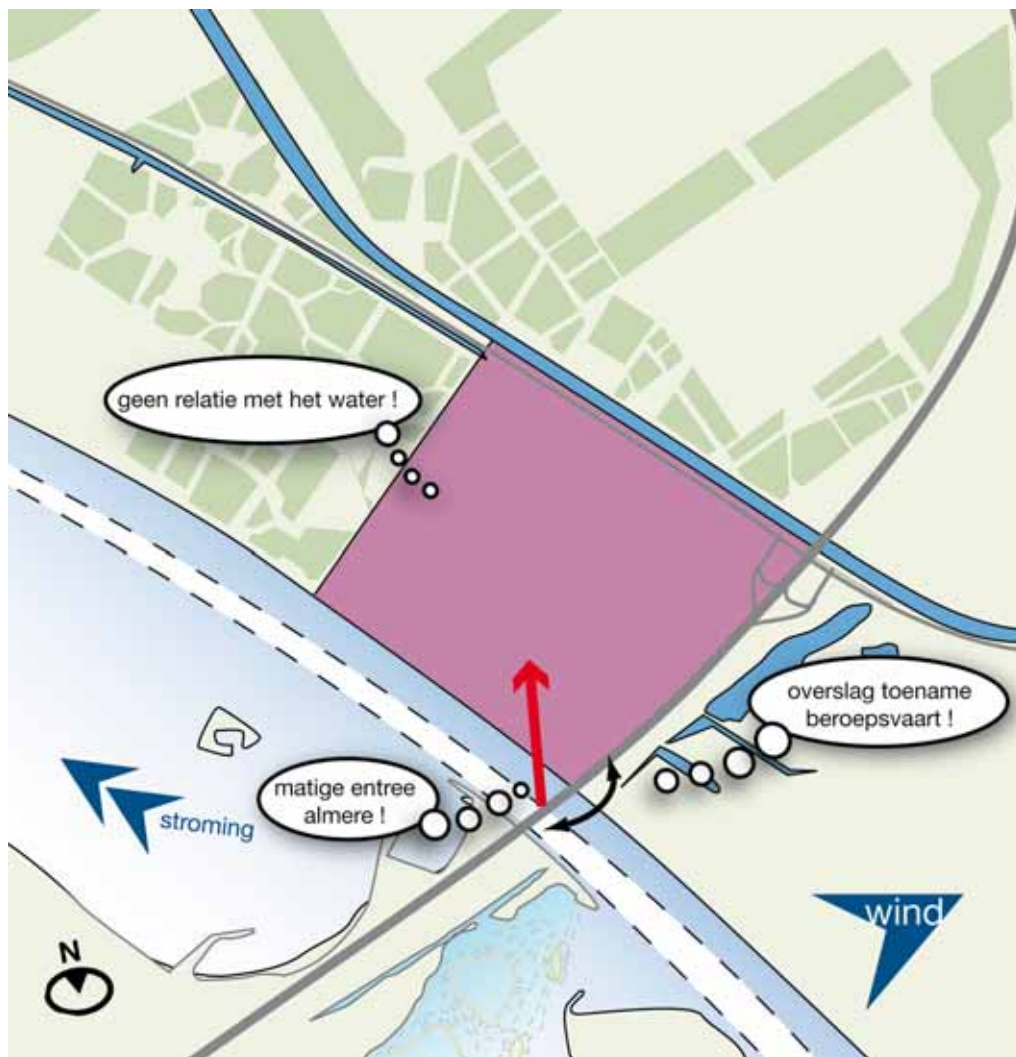 geen relatie met het water !
overslag toename
beroepsvaart !
matige entree
almere !
stroming
wind
N